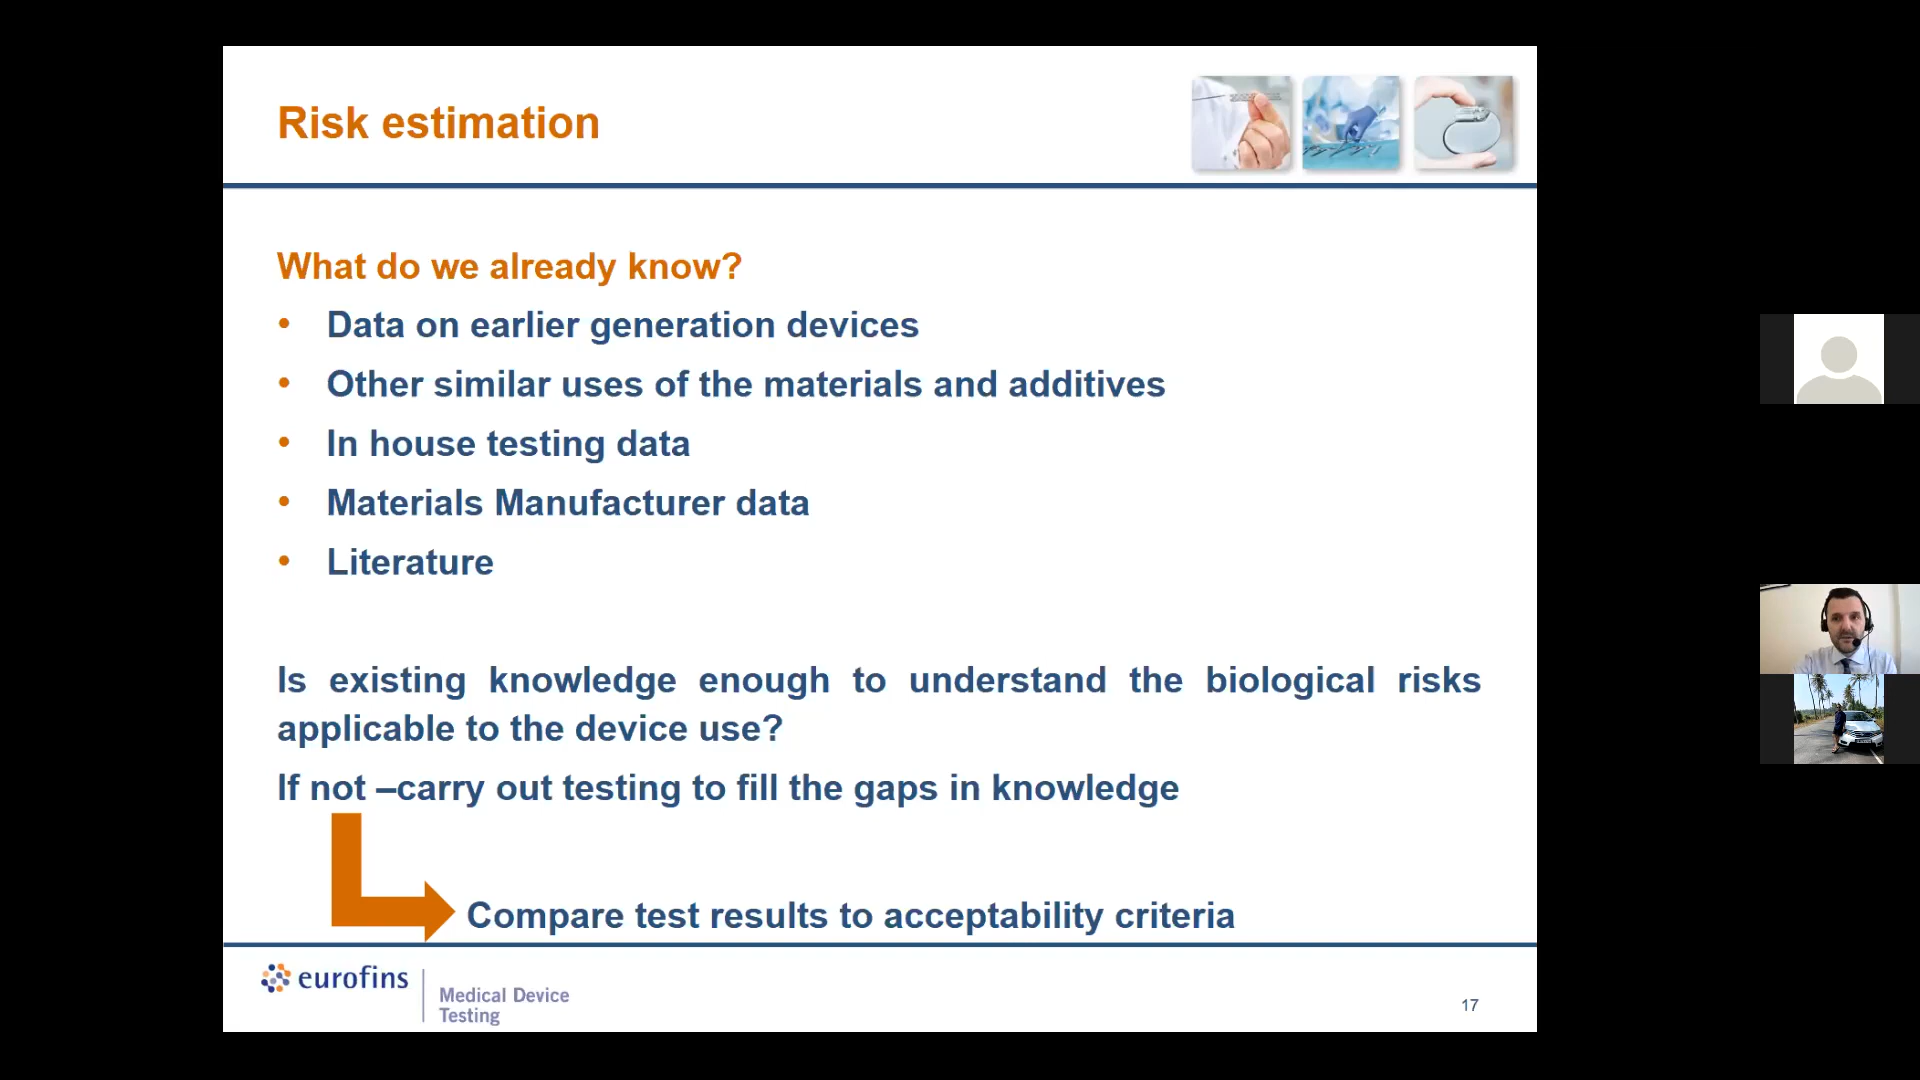 Risk estimation
What do we already know?
• Data on earlier generation devices
• Other similar uses of the materials and additives
• In house testing data
• Materials Manufacturer data
• Literature
Is existing knowledge enough to understand the biological risks
applicable to the device use?
If not –carry out testing to fill the gaps in knowledge
Compare test results to acceptability criteria
eurofins
Medical Device
Testing
17